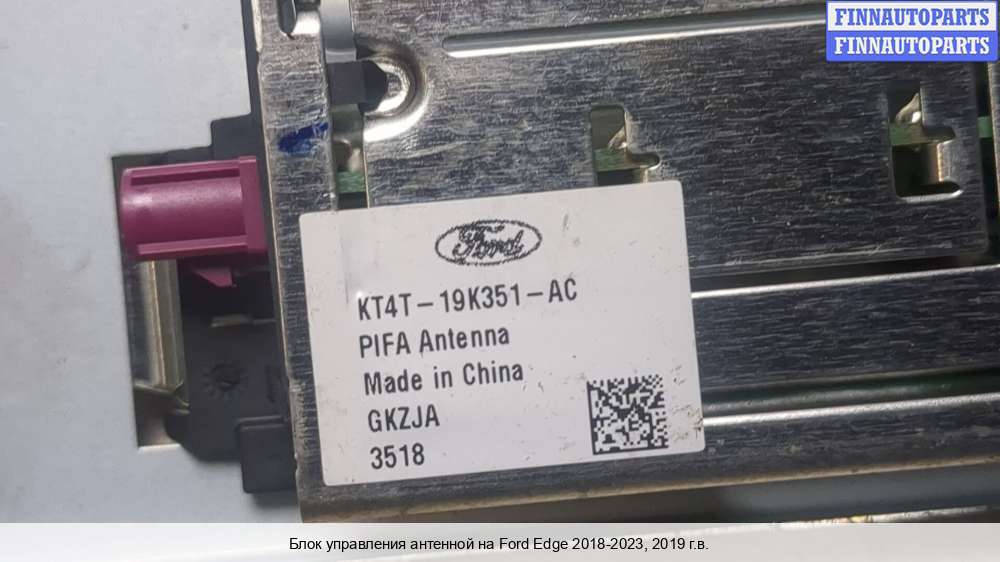 FINNAUTOPARTS
FINNAUTOPARTS
Ford
KT4T-19K351-AC
PIFA Antenna
Made in China
GKZJA
3518
Блок управления антенной на Ford Edge 2018-2023, 2019 г.в.